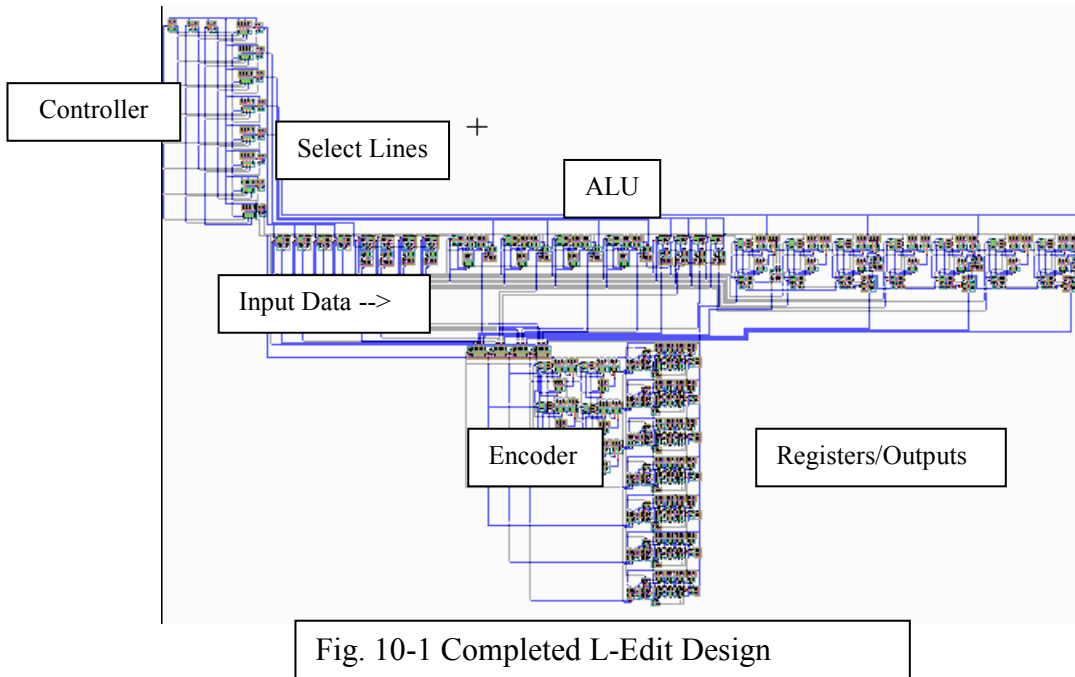 Controller
Select Lines
ALU
Input Data -->
Encoder
Registers/Outputs
Fig. 10-1 Completed L-Edit Design